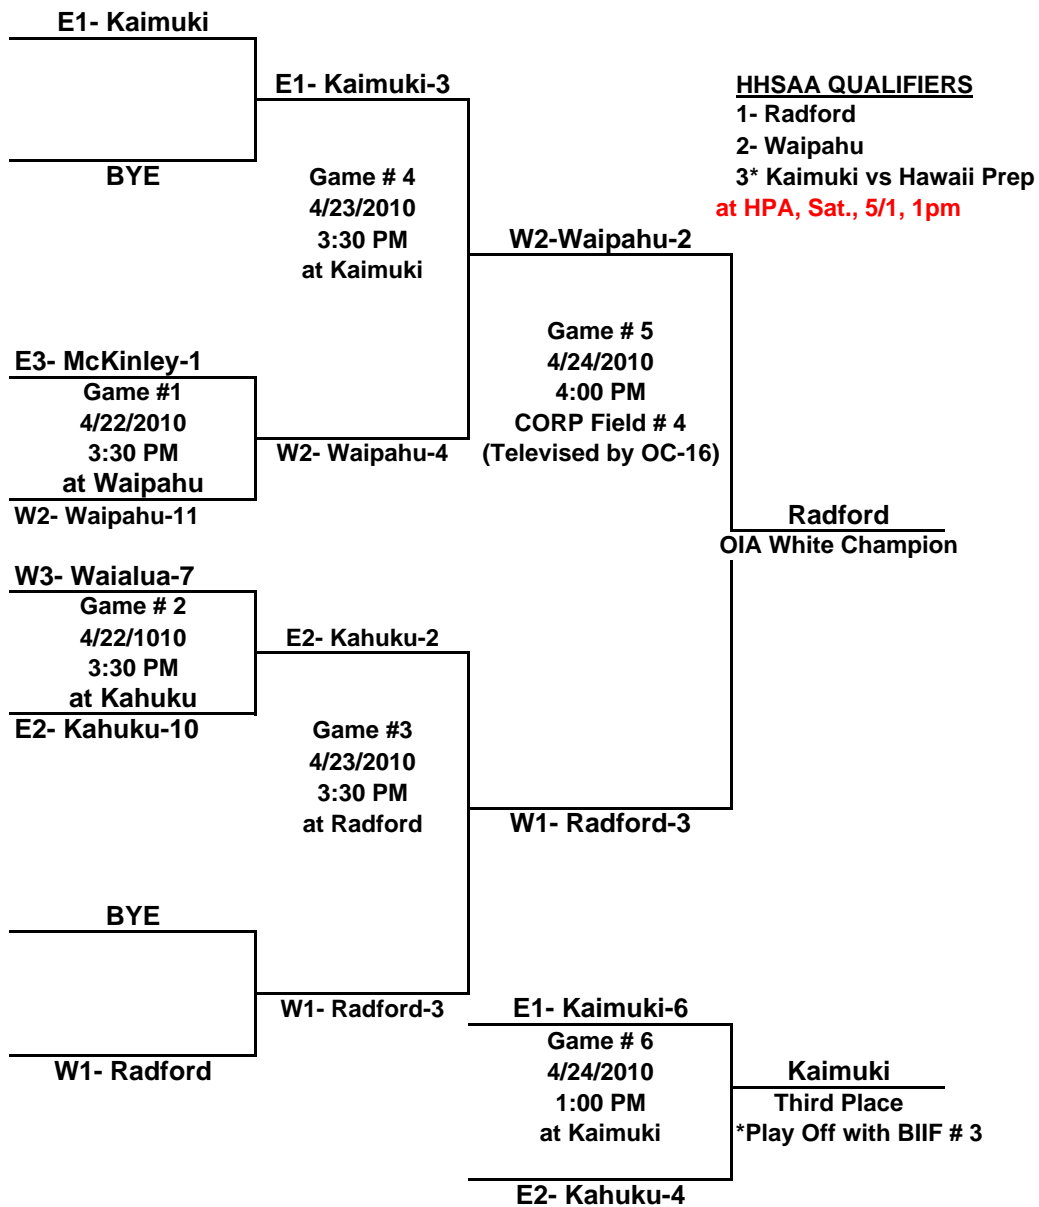 E1- Kaimuki
E1- Kaimuki-3
BYE
Game # 4
4/23/2010
3:30 PM
at Kaimuki
HHSAA QUALIFIERS
1- Radford
2- Waipahu
3* Kaimuki vs Hawaii Prep
at HPA, Sat., 5/1, 1pm
W2-Waipahu-2
Game # 5
4/24/2010
4:00 PM
CORP Field # 4
(Televised by OC-16)
E3- McKinley-1
Game #1
4/22/2010
3:30 PM
at Waipahu
W2- Waipahu-11
W2- Waipahu-4
Radford
OIA White Champion
W3- Waialua-7
Game # 2
4/22/1010
3:30 PM
at Kahuku
E2- Kahuku-10
E2- Kahuku-2
Game #3
4/23/2010
3:30 PM
at Radford
W1- Radford-3
BYE
W1- Radford-3
W1- Radford
E1- Kaimuki-6
Game # 6
4/24/2010
1:00 PM
at Kaimuki
E2- Kahuku-4
Kaimuki
Third Place
*Play Off with BIIF # 3